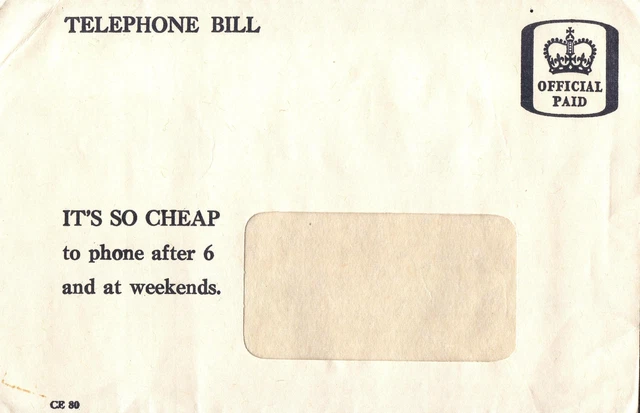 TELEPHONE BILL
OFFICIAL
PAID
IT'S SO CHEAP
to phone after 6
and at weekends.
CE 80